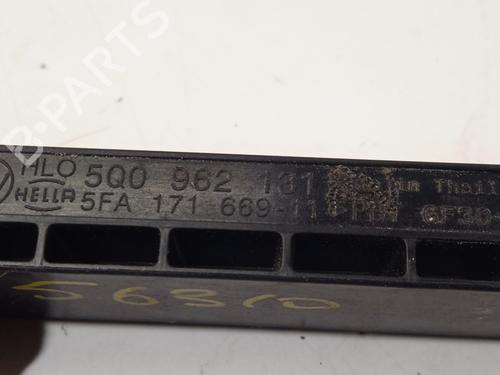 HLO 5Q0 962 131
HELLA 5FA 171 669-11
56310
B-Parts